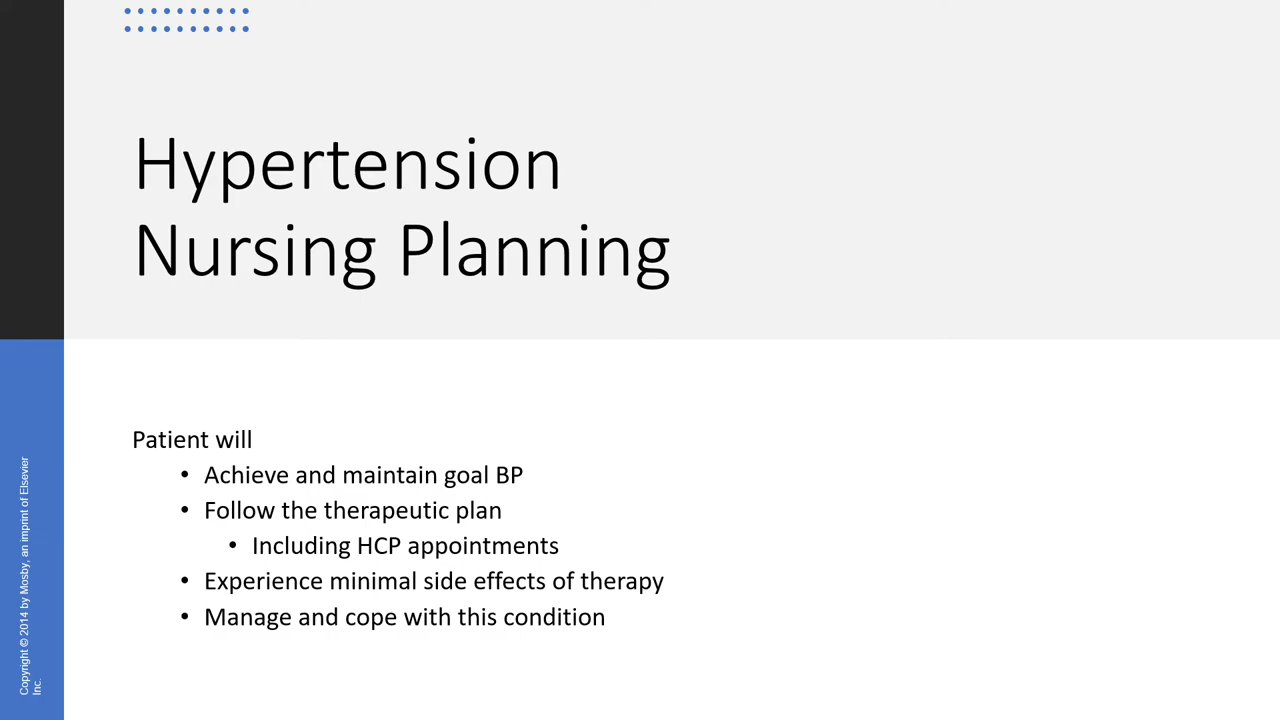 Hypertension
Nursing Planning
Patient will
• Achieve and maintain goal BP
• Follow the therapeutic plan
• Including HCP appointments
• Experience minimal side effects of therapy
• Manage and cope with this condition
Copyright © 2014 by Mosby, an imprint of Elsevier
Inc.